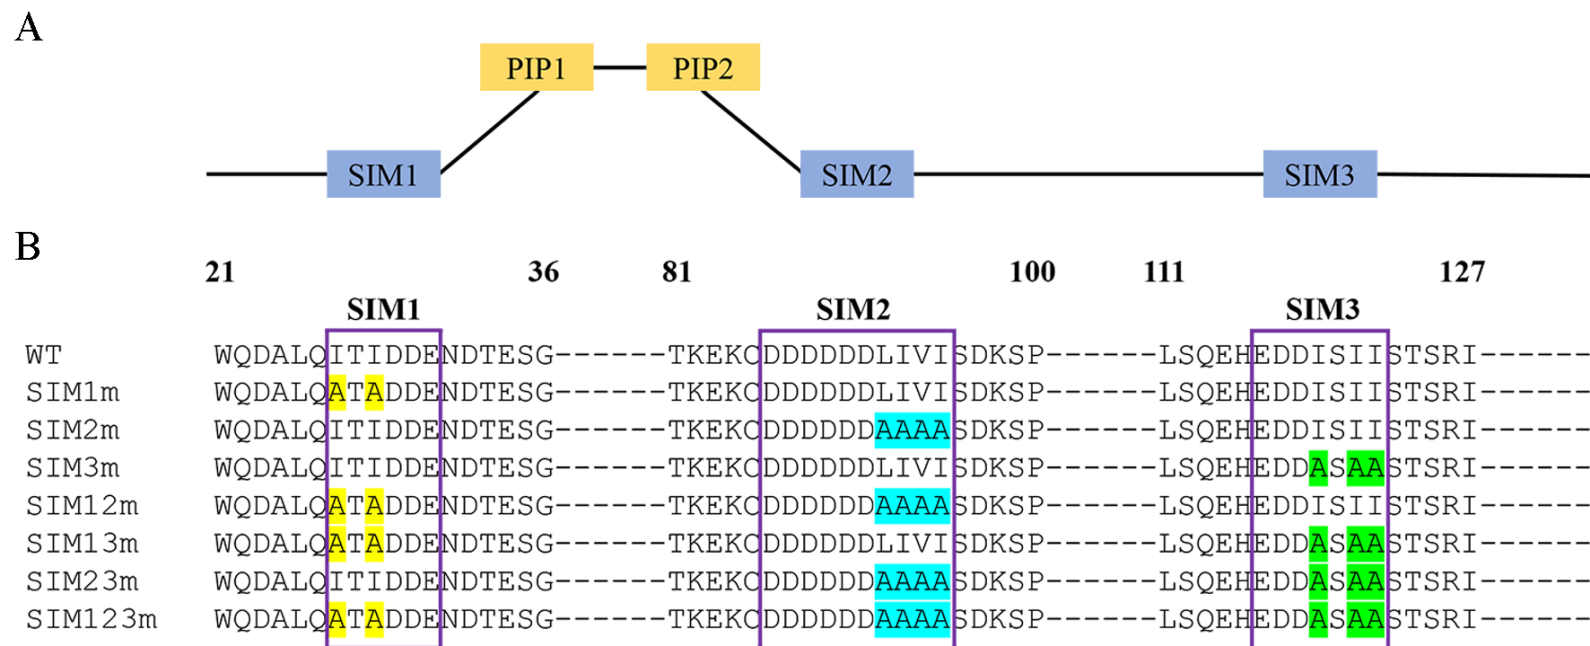 A
PIP1 PIP2
SIM1 SIM2 SIM3
B
21 36 81 100 111 127
SIM1 SIM2 SIM3
WT WQDALQITIDDENDTESG------TKEKCDDDDDDLIVISDKSP------LSQEHEDDISIISTSRI------
SIM1m WQDALQATADDENDTESG------TKEKCDDDDDDLIVISDKSP------LSQEHEDDISIISTSRI------
SIM2m WQDALQITIDDENDTESG------TKEKCDDDDDDAAAASDKSP------LSQEHEDDISIISTSRI------
SIM3m WQDALQITIDDENDTESG------TKEKCDDDDDDLIVISDKSP------LSQEHEDDASAASTSRI------
SIM12m WQDALQATADDENDTESG------TKEKCDDDDDDAAAASDKSP------LSQEHEDDISIISTSRI------
SIM13m WQDALQATADDENDTESG------TKEKCDDDDDDLIVISDKSP------LSQEHEDDASAASTSRI------
SIM23m WQDALQITIDDENDTESG------TKEKCDDDDDDAAAASDKSP------LSQEHEDDASAASTSRI------
SIM123m WQDALQATADDENDTESG------TKEKCDDDDDDAAAASDKSP------LSQEHEDDASAASTSRI------